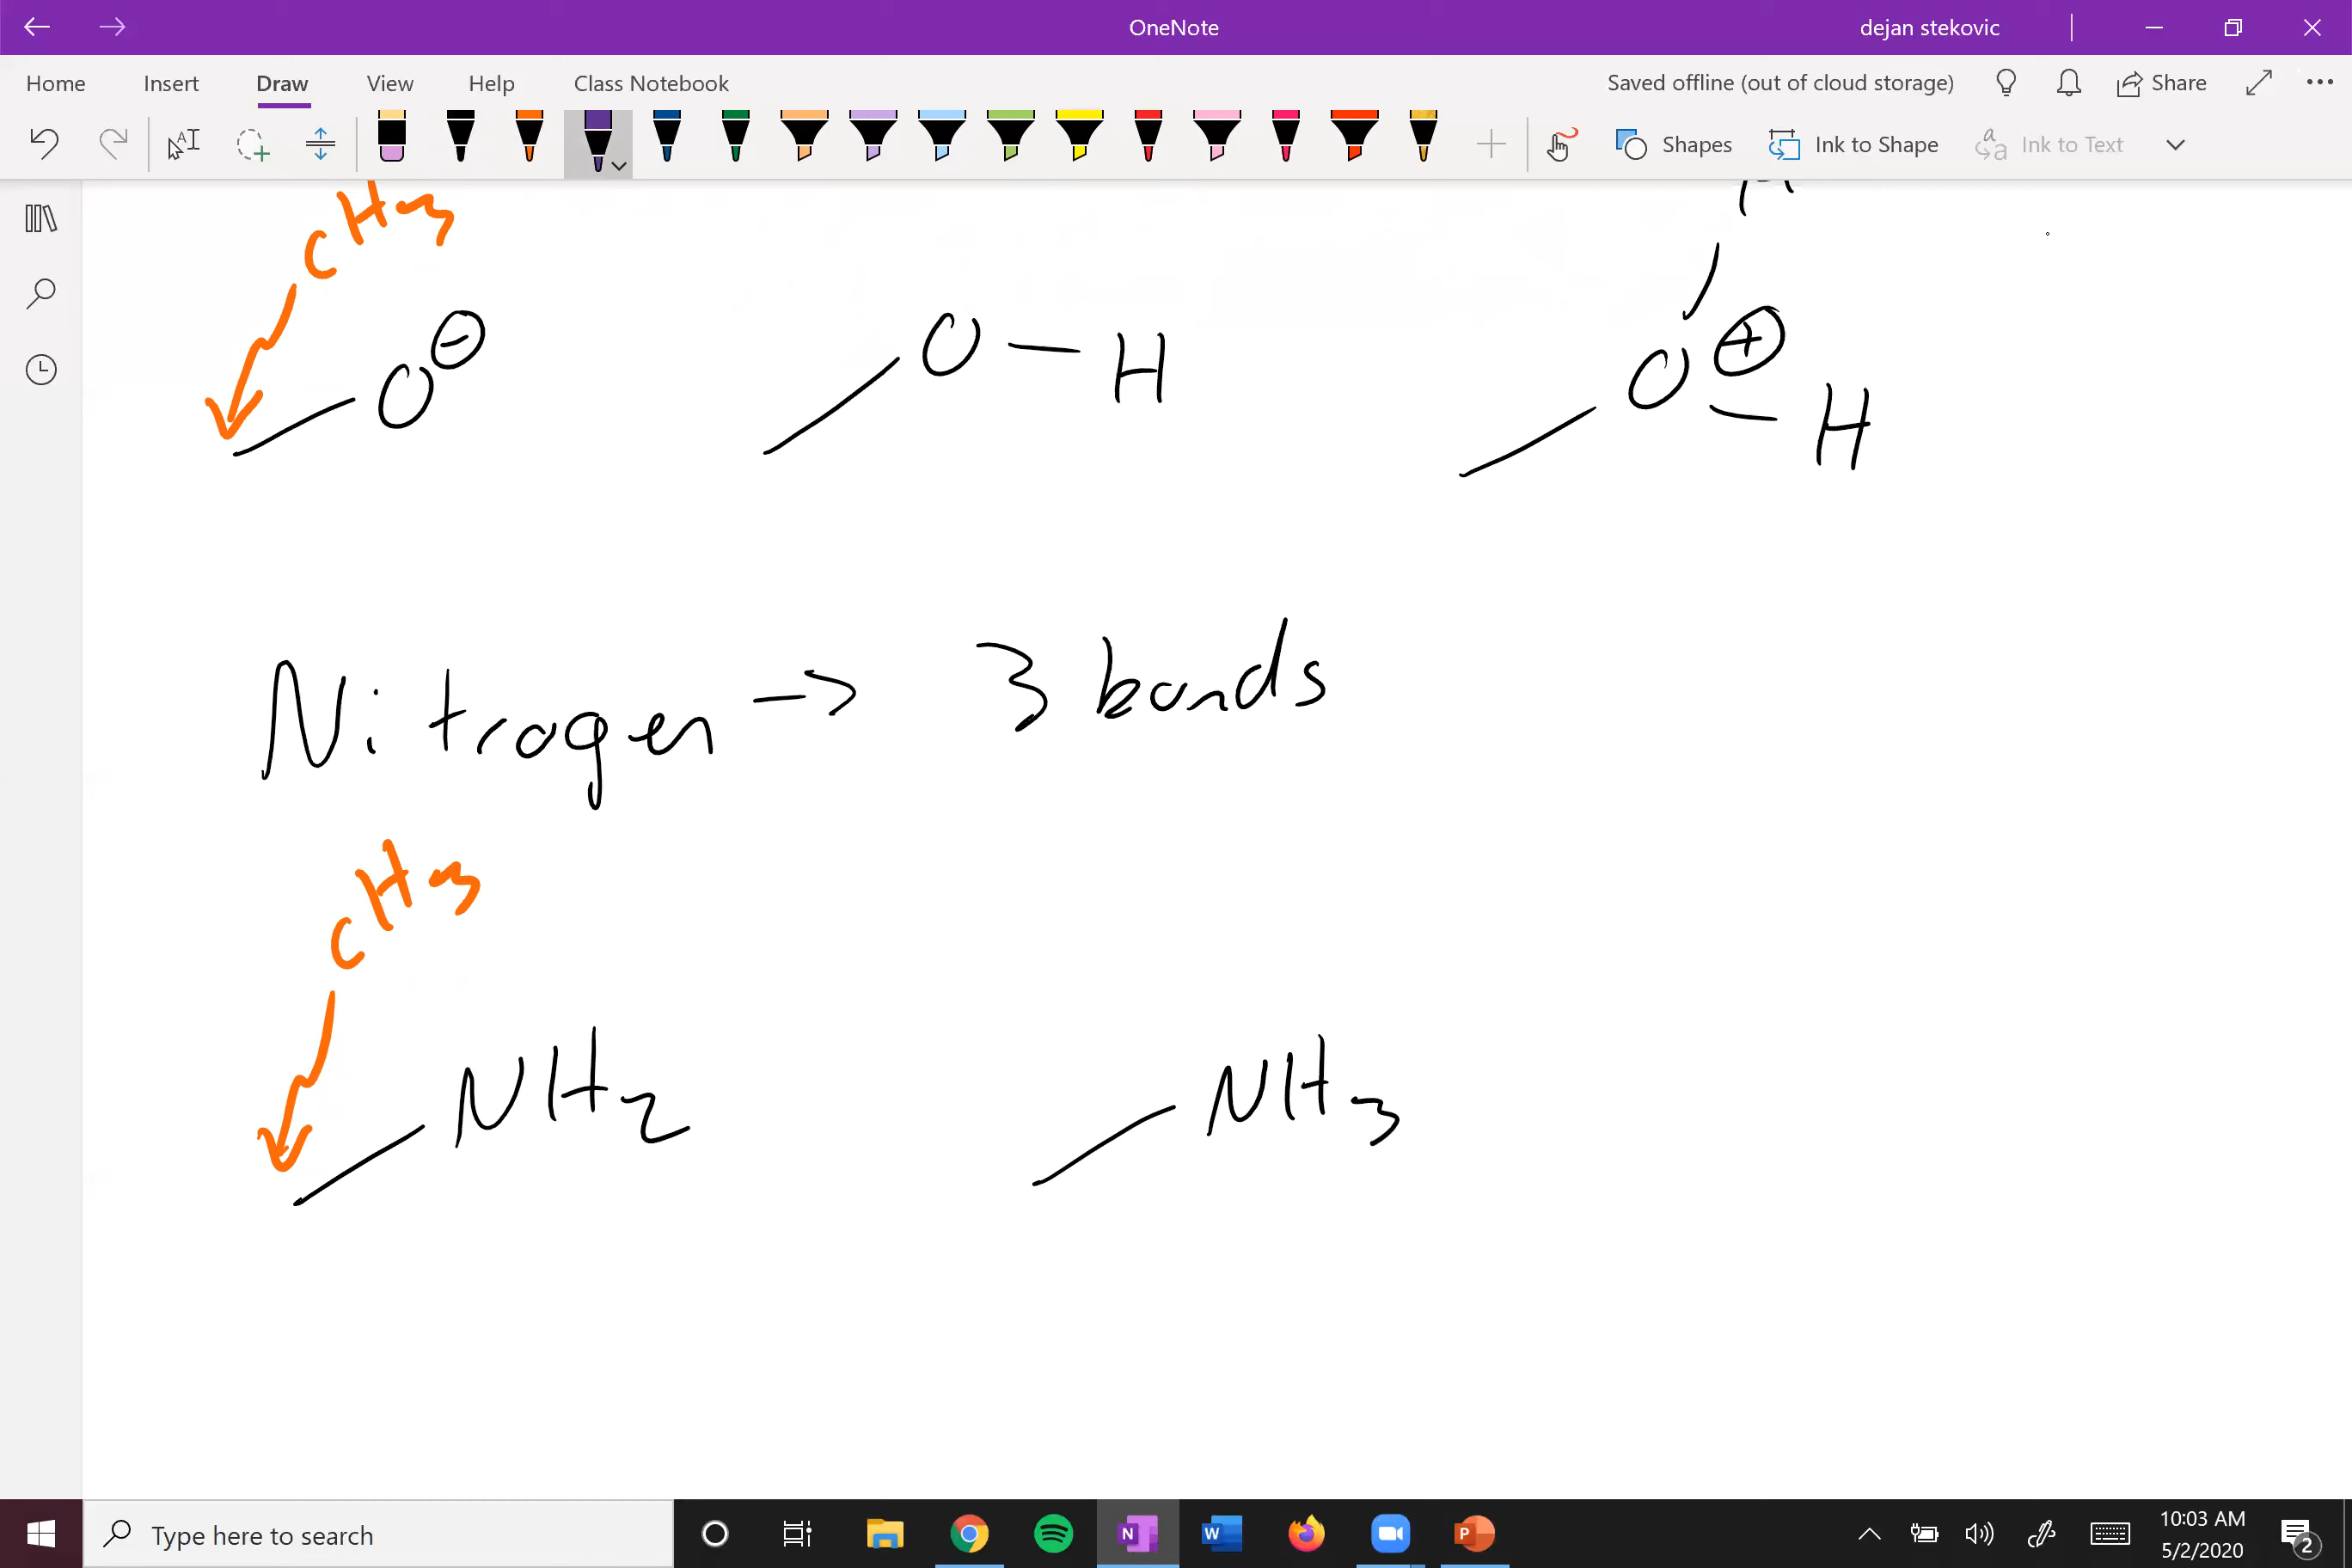 OneNote
dejan stekovic
Home Insert Draw View Help Class Notebook
Saved offline (out of cloud storage)
Share
Shapes
Ink to Shape
Ink to Text
CH3
O⊖
O–H
O⊕
H
Nitrogen → 3 bonds
CH3
NH2
NH3
Type here to search
10:03 AM
5/2/2020
2